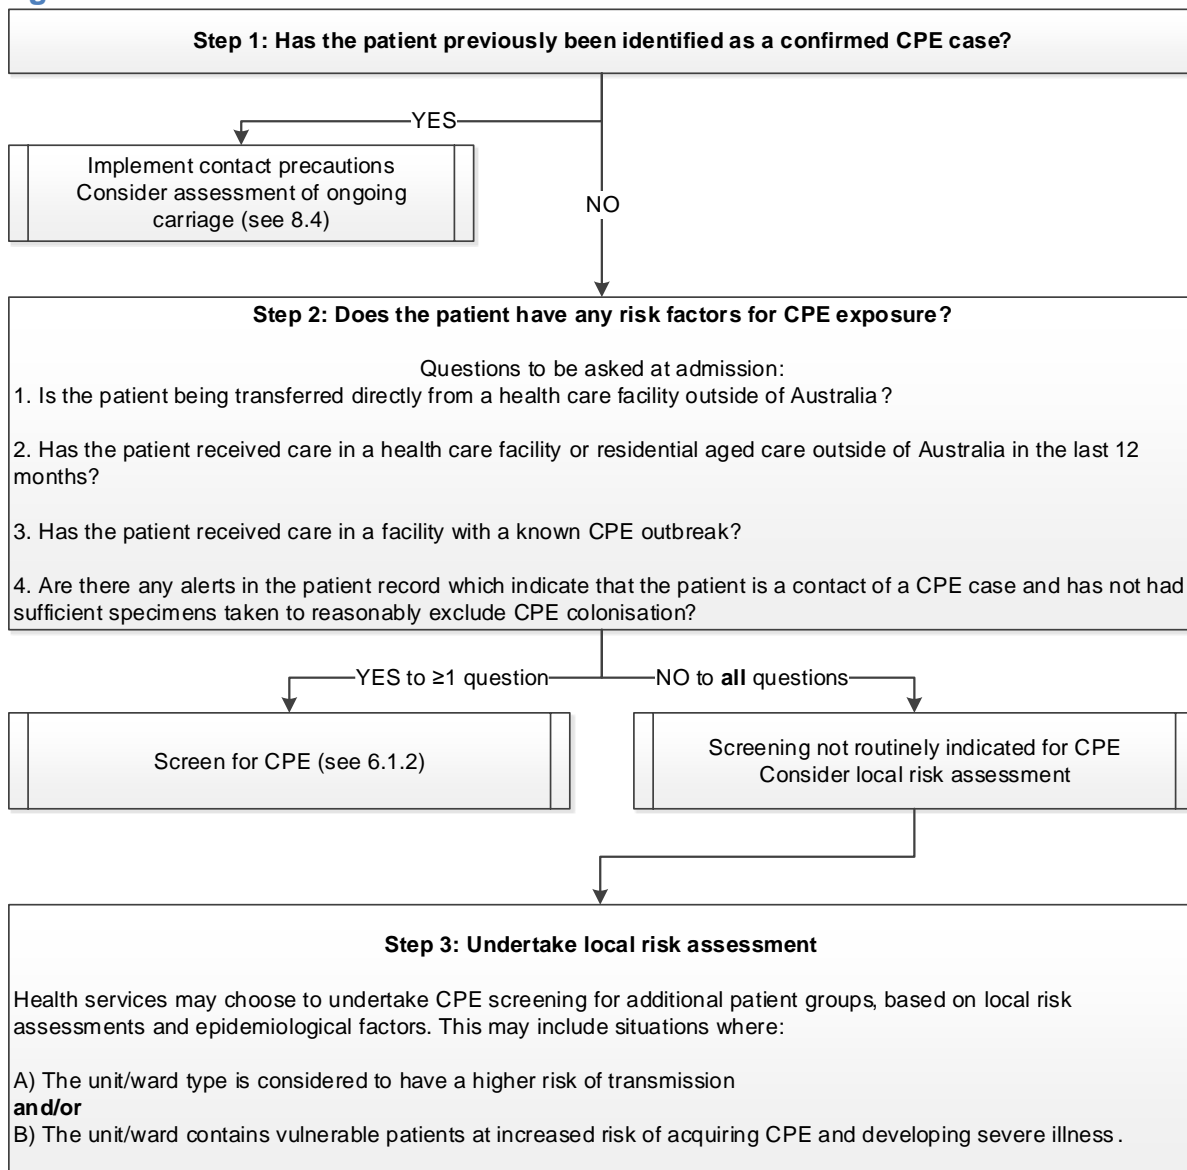 Step 1: Has the patient previously been identified as a confirmed CPE case?
YES
Implement contact precautions
Consider assessment of ongoing
carriage (see 8.4)
NO
Step 2: Does the patient have any risk factors for CPE exposure?
Questions to be asked at admission:
1. Is the patient being transferred directly from a health care facility outside of Australia?
2. Has the patient received care in a health care facility or residential aged care outside of Australia in the last 12
months?
3. Has the patient received care in a facility with a known CPE outbreak?
4. Are there any alerts in the patient record which indicate that the patient is a contact of a CPE case and has not had
sufficient specimens taken to reasonably exclude CPE colonisation?
YES to ≥1 question
NO to all questions
Screen for CPE (see 6.1.2)
Screening not routinely indicated for CPE
Consider local risk assessment
Step 3: Undertake local risk assessment
Health services may choose to undertake CPE screening for additional patient groups, based on local risk
assessments and epidemiological factors. This may include situations where:
A) The unit/ward type is considered to have a higher risk of transmission
and/or
B) The unit/ward contains vulnerable patients at increased risk of acquiring CPE and developing severe illness.